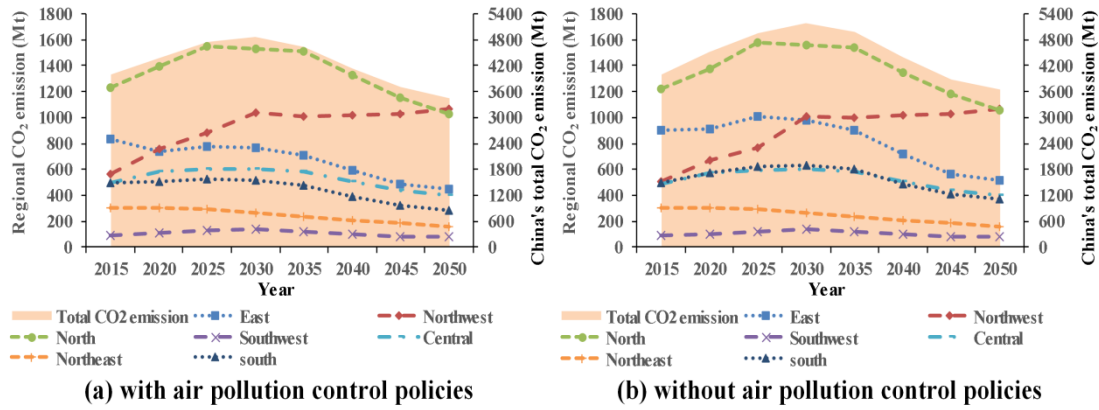 1800
1600
1400
1200
1000
800
600
400
200
0
Regional CO₂ emission (Mt)
5400
4800
4200
3600
3000
2400
1800
1200
600
0
China's total CO₂ emission (Mt)
2015 2020 2025 2030 2035 2040 2045 2050
Year
Total CO2 emission East Northwest
North Southwest Central
Northeast south
(a) with air pollution control policies
1800
1600
1400
1200
1000
800
600
400
200
0
Regional CO₂ emission (Mt)
5400
4800
4200
3600
3000
2400
1800
1200
600
0
China's total CO₂ emission (Mt)
2015 2020 2025 2030 2035 2040 2045 2050
Year
Total CO2 emission East Northwest
North Southwest Central
Northeast south
(b) without air pollution control policies